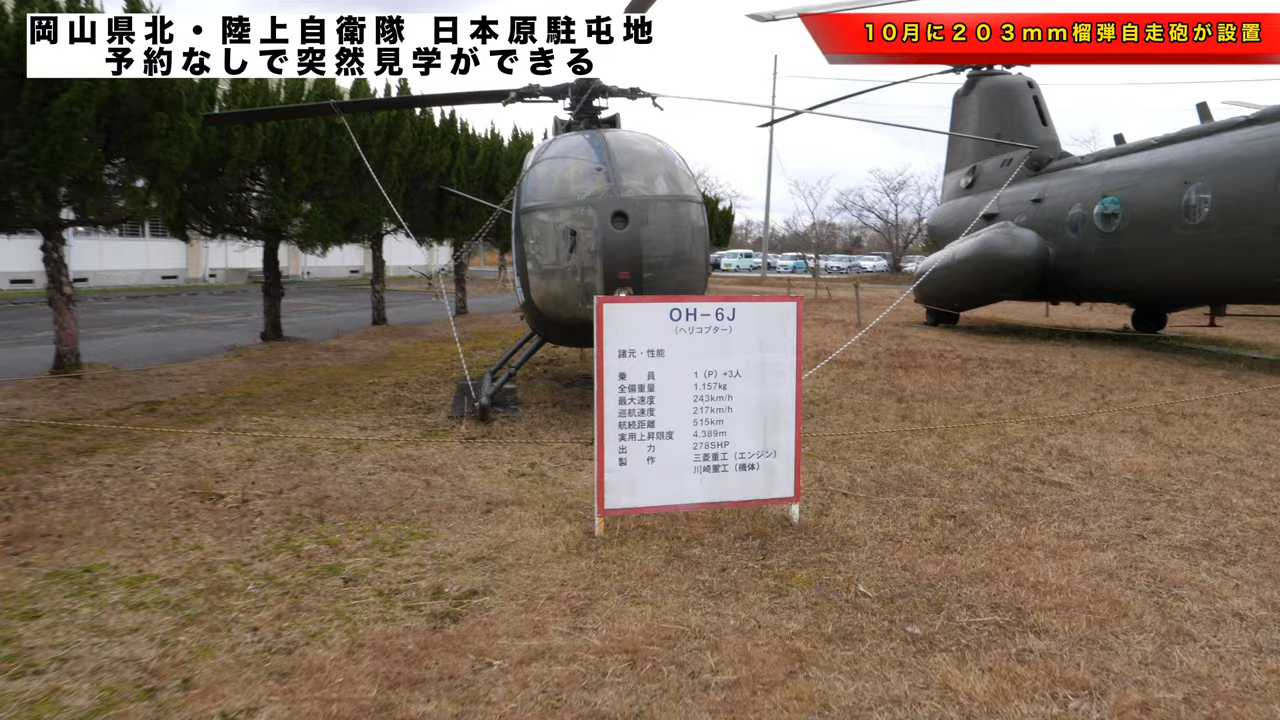 岡山県北・陸上自衛隊 日本原駐屯地
予約なしで突然見学ができる
10月に203mm榴弾自走砲が設置
OH-6J
(ヘリコプター)
諸元・性能
乗員 1(P)+3人
全備重量 1.157kg
最大速度 243km/h
巡航速度 217km/h
航続距離 515km
実用上昇限度 4.389m
出力 278SHP
製作 三菱重工(エンジン)
川崎重工(機体)